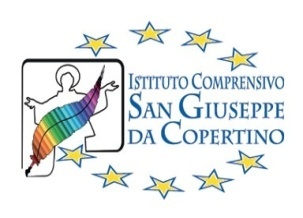 ISTITUTO COMPRENSIVO
SAN GIUSEPPE
DA COPERTINO